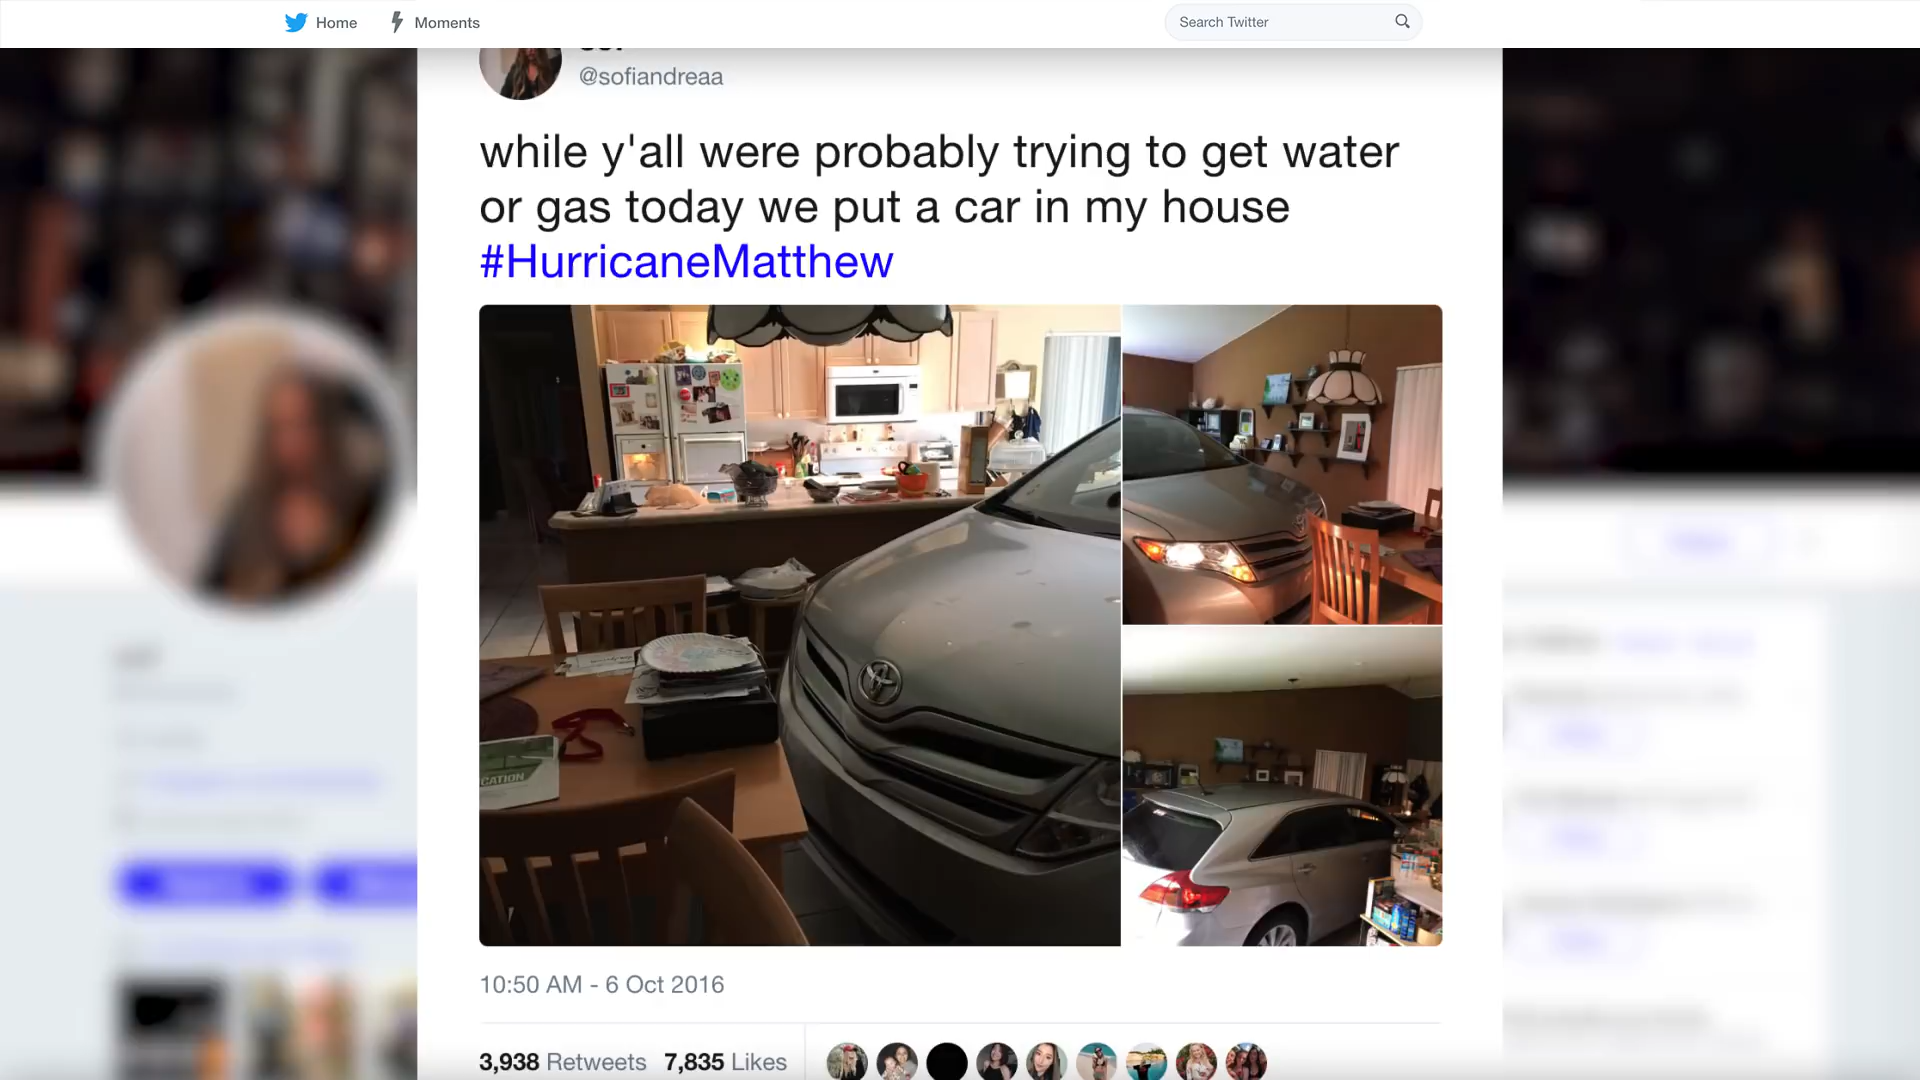 Home Moments Search Twitter
@sofiandreaa
while y'all were probably trying to get water
or gas today we put a car in my house
#HurricaneMatthew
CATION
10:50 AM - 6 Oct 2016
3,938 Retweets 7,835 Likes